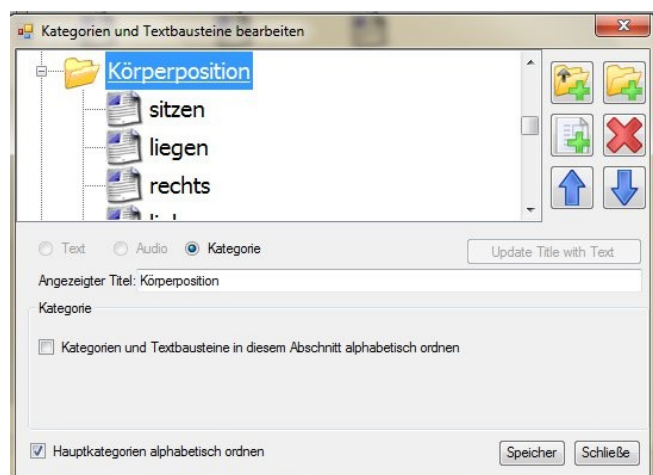 Kategorien und Textbausteine bearbeiten
Körperposition
sitzen
liegen
rechts
Text Audio Kategorie Update Title with Text
Angezeigter Titel: Körperposition
Kategorie
Kategorien und Textbausteine in diesem Abschnitt alphabetisch ordnen
Hauptkategorien alphabetisch ordnen Speicher Schließe